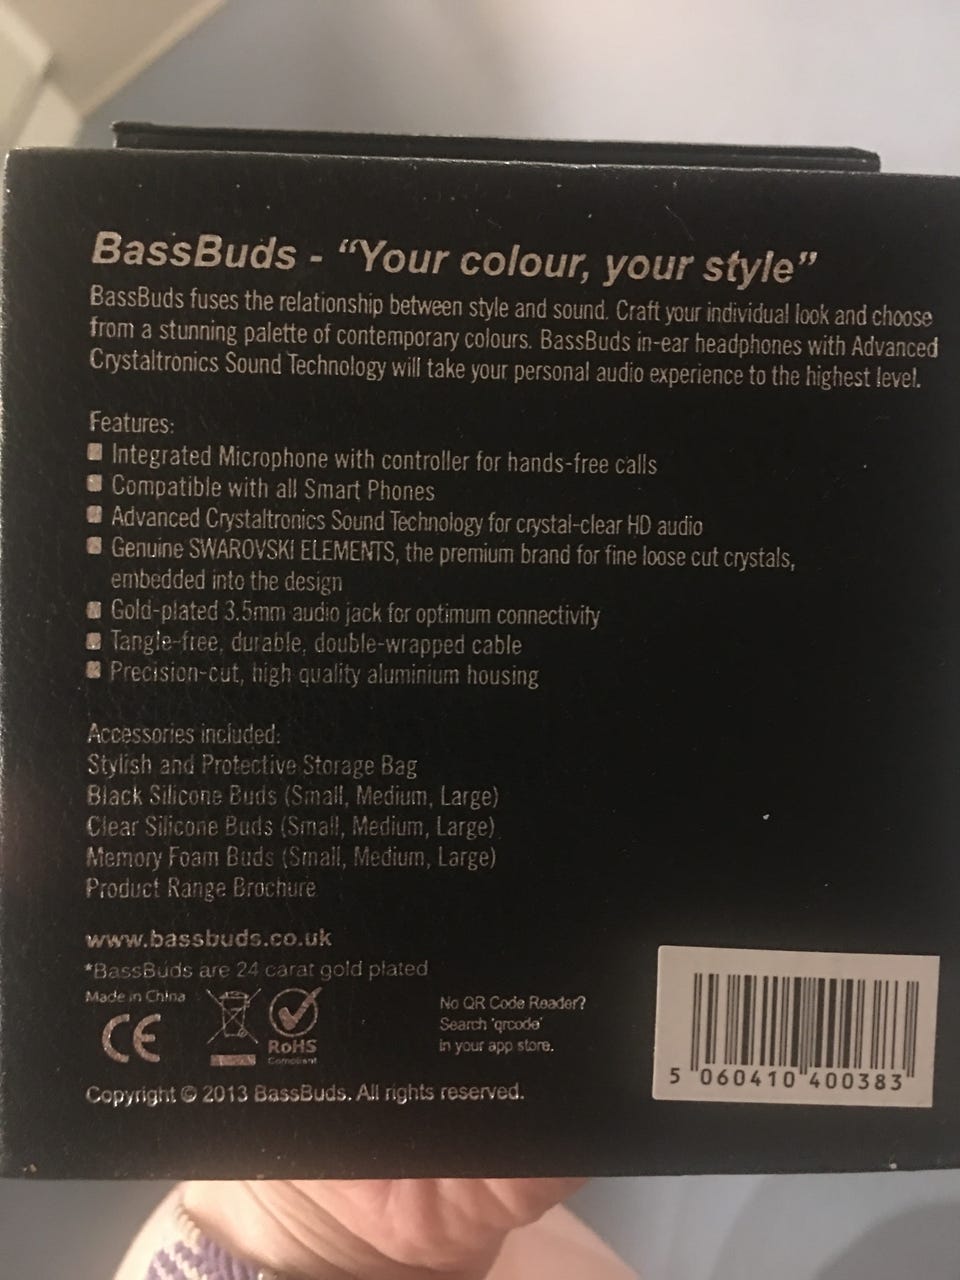 BassBuds - “Your colour, your style”
BassBuds fuses the relationship between style and sound. Craft your individual look and choose
from a stunning palette of contemporary colours. BassBuds in-ear headphones with Advanced
Crystaltronics Sound Technology will take your personal audio experience to the highest level.
Features:
Integrated Microphone with controller for hands-free calls
Compatible with all Smart Phones
Advanced Crystaltronics Sound Technology for crystal-clear HD audio
Genuine SWAROVSKI ELEMENTS, the premium brand for fine loose cut crystals,
embedded into the design
Gold-plated 3.5mm audio jack for optimum connectivity
Tangle-free, durable, double-wrapped cable
Precision-cut, high quality aluminium housing
Accessories included:
Stylish and Protective Storage Bag
Black Silicone Buds (Small, Medium, Large)
Clear Silicone Buds (Small, Medium, Large)
Memory Foam Buds (Small, Medium, Large)
Product Range Brochure
www.bassbuds.co.uk
*BassBuds are 24 carat gold plated
Made in China
CE
RoHS
Compliant
No QR Code Reader?
Search 'qrcode'
in your app store.
Copyright © 2013 BassBuds. All rights reserved.
5 060410 400383